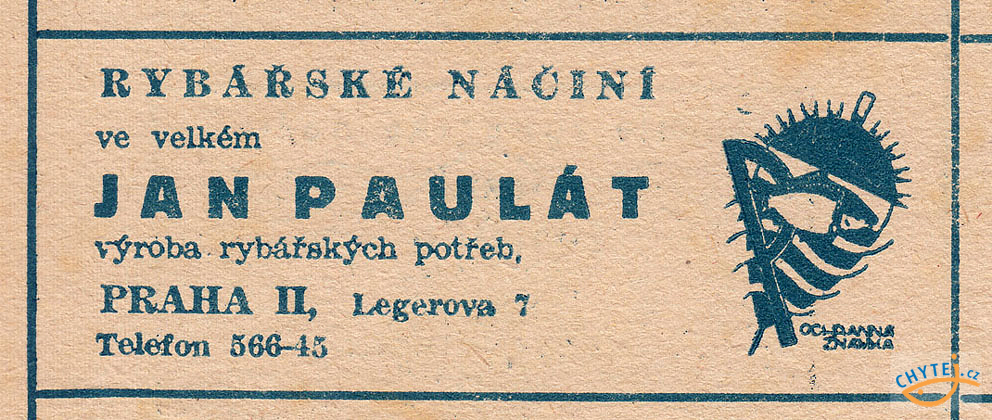 RYBÁŘSKÉ NÁČINÍ
ve velkém
JAN PAULÁT
výroba rybářských potřeb,
PRAHA II, Legerova 7
Telefon 566-45
OCHRANNÁ
ZNÁMKA
CHYTEJ.cz